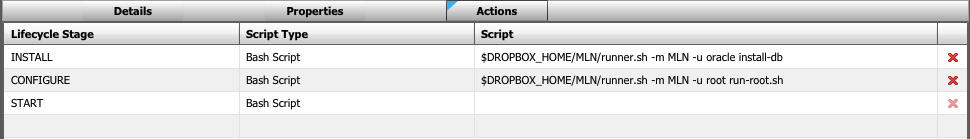 Details Properties Actions
Lifecycle Stage Script Type Script
INSTALL Bash Script $DROPBOX_HOME/MLN/runner.sh -m MLN -u oracle install-db
CONFIGURE Bash Script $DROPBOX_HOME/MLN/runner.sh -m MLN -u root run-root.sh
START Bash Script